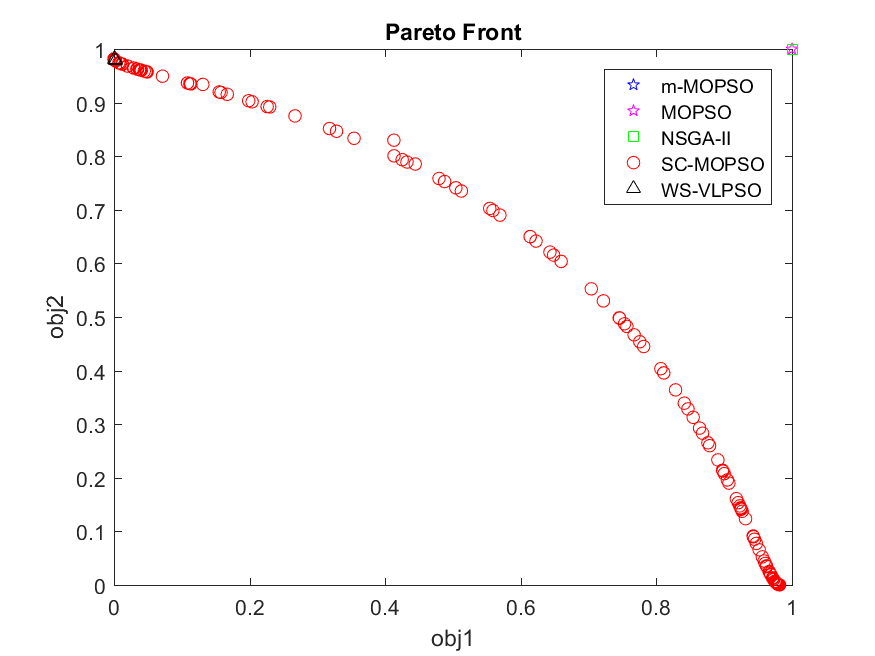 Pareto Front
1
0.9
0.8
0.7
0.6
0.5
0.4
0.3
0.2
0.1
0
obj2
m-MOPSO
MOPSO
NSGA-II
SC-MOPSO
WS-VLPSO
0 0.2 0.4 0.6 0.8 1
obj1